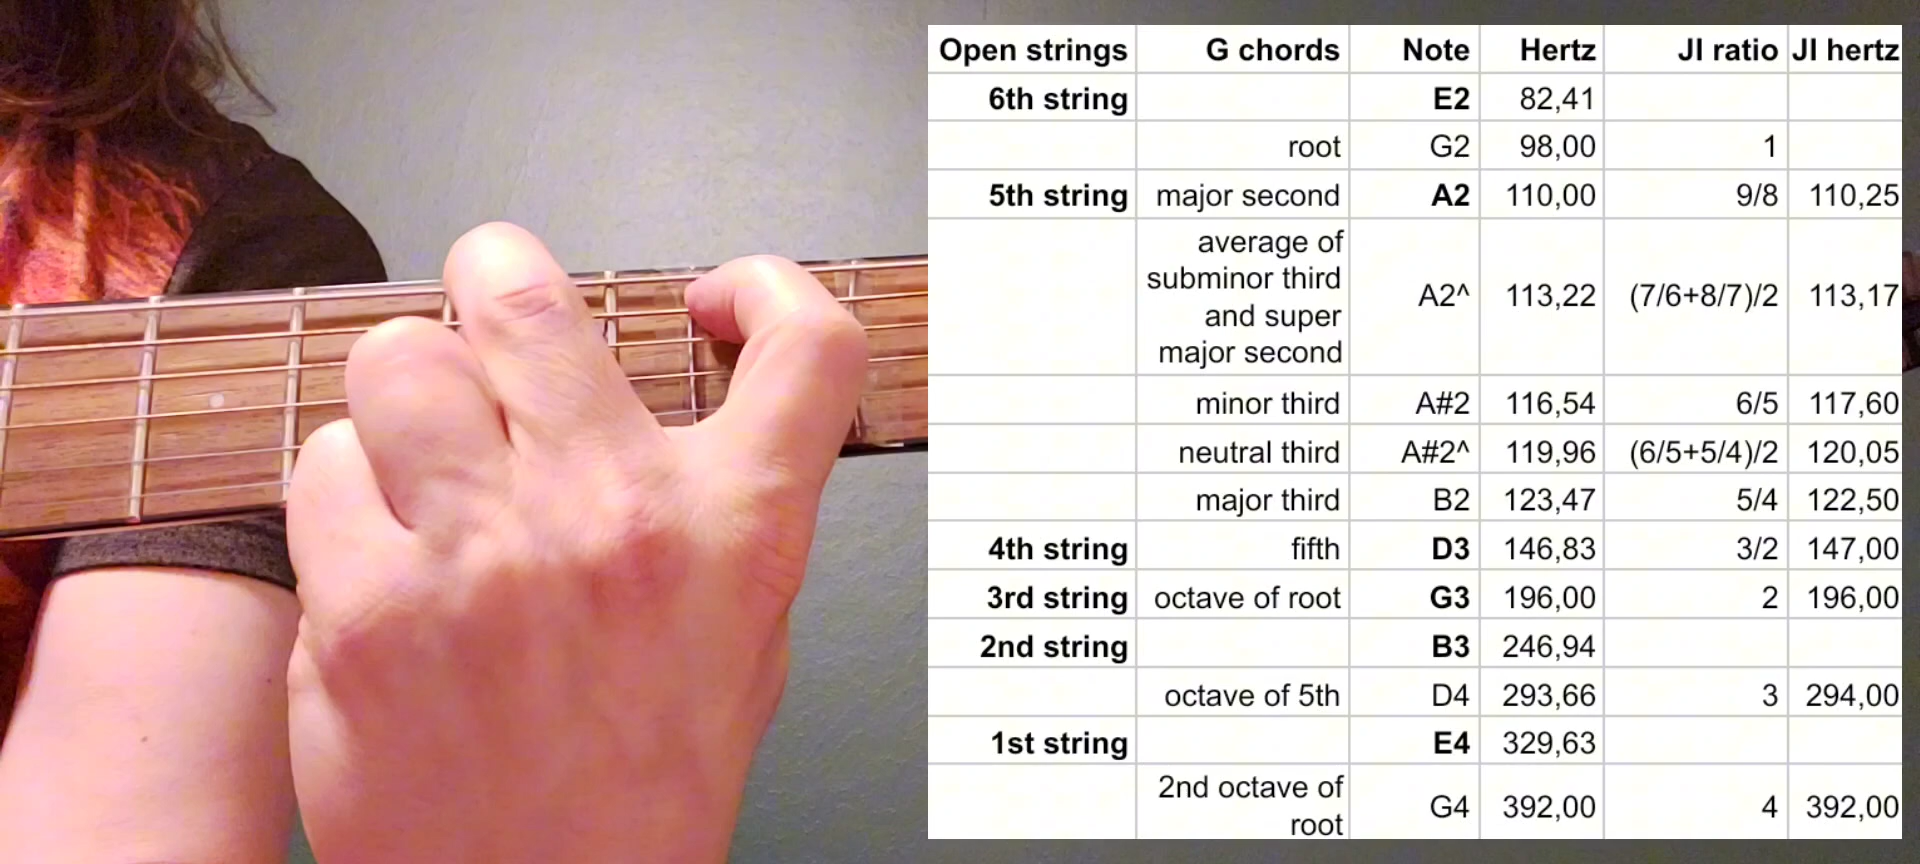 Open strings G chords Note Hertz JI ratio JI hertz
6th string E2 82,41
root G2 98,00 1
5th string major second A2 110,00 9/8 110,25
average of
subminor third
and super
major second
A2^ 113,22 (7/6+8/7)/2 113,17
minor third A#2 116,54 6/5 117,60
neutral third A#2^ 119,96 (6/5+5/4)/2 120,05
major third B2 123,47 5/4 122,50
4th string fifth D3 146,83 3/2 147,00
3rd string octave of root G3 196,00 2 196,00
2nd string B3 246,94
octave of 5th D4 293,66 3 294,00
1st string E4 329,63
2nd octave of
root
G4 392,00 4 392,00